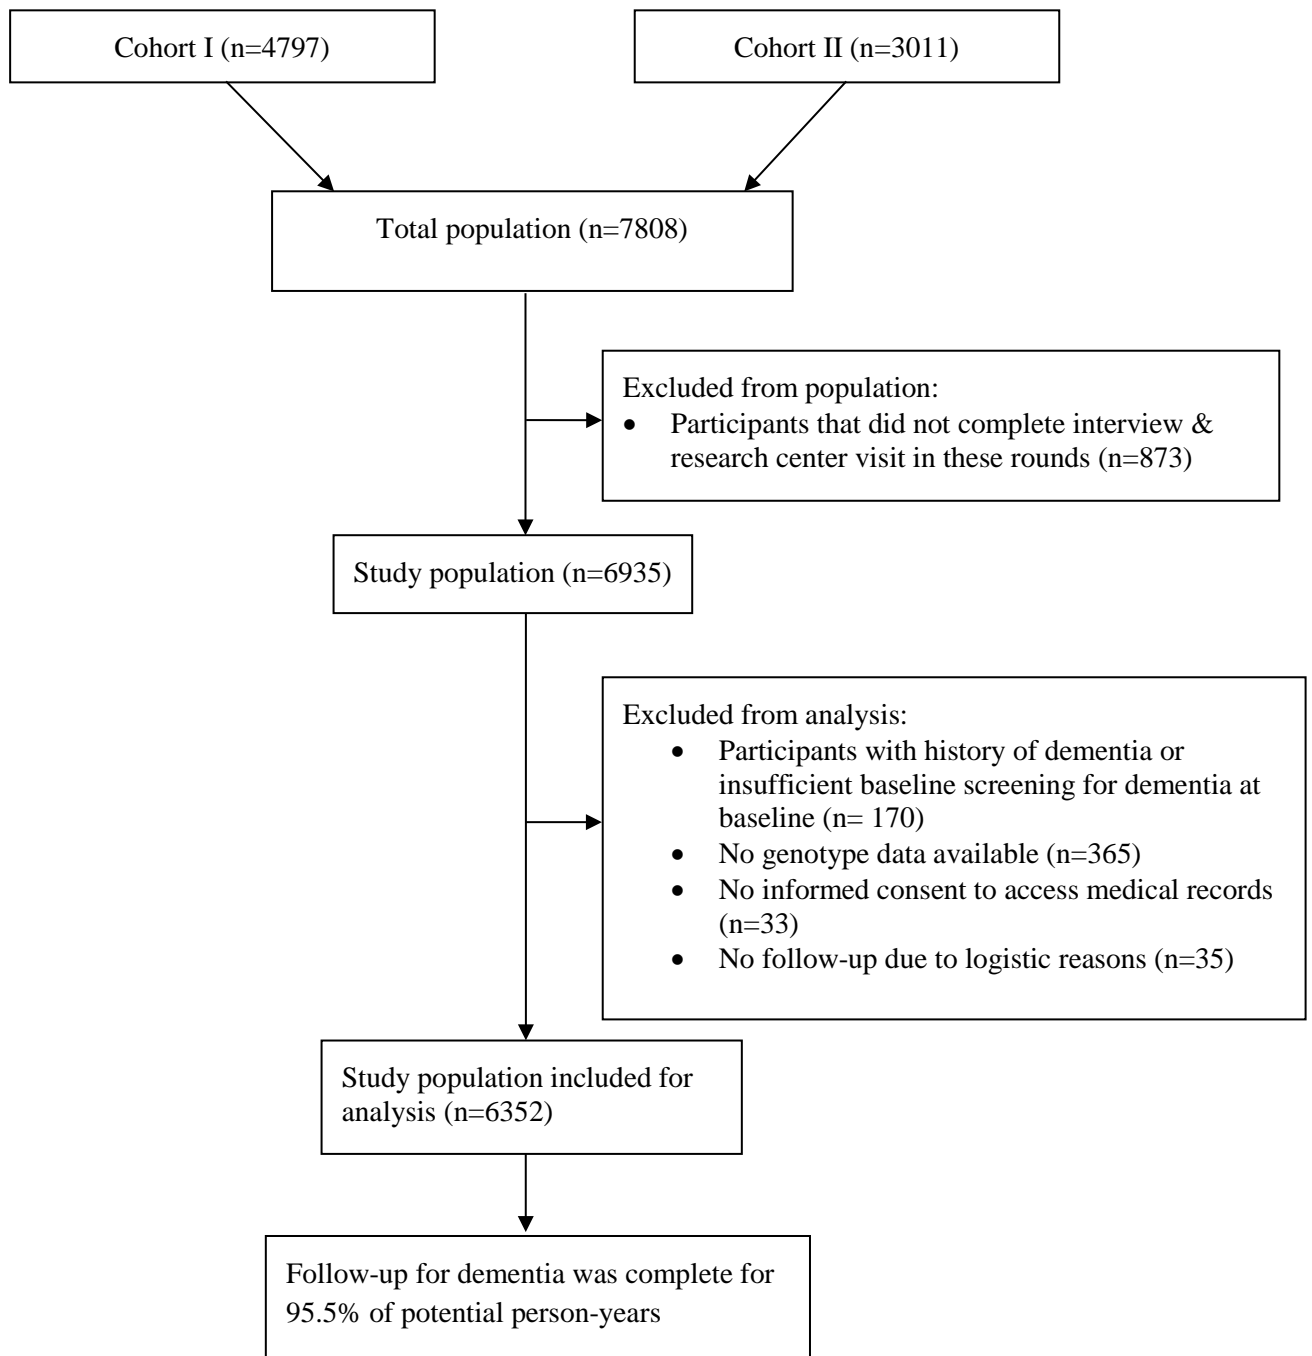 Cohort I (n=4797)
Cohort II (n=3011)
Total population (n=7808)
Excluded from population:
• Participants that did not complete interview &
research center visit in these rounds (n=873)
Study population (n=6935)
Excluded from analysis:
• Participants with history of dementia or
insufficient baseline screening for dementia at
baseline (n= 170)
• No genotype data available (n=365)
• No informed consent to access medical records
(n=33)
• No follow-up due to logistic reasons (n=35)
Study population included for
analysis (n=6352)
Follow-up for dementia was complete for
95.5% of potential person-years